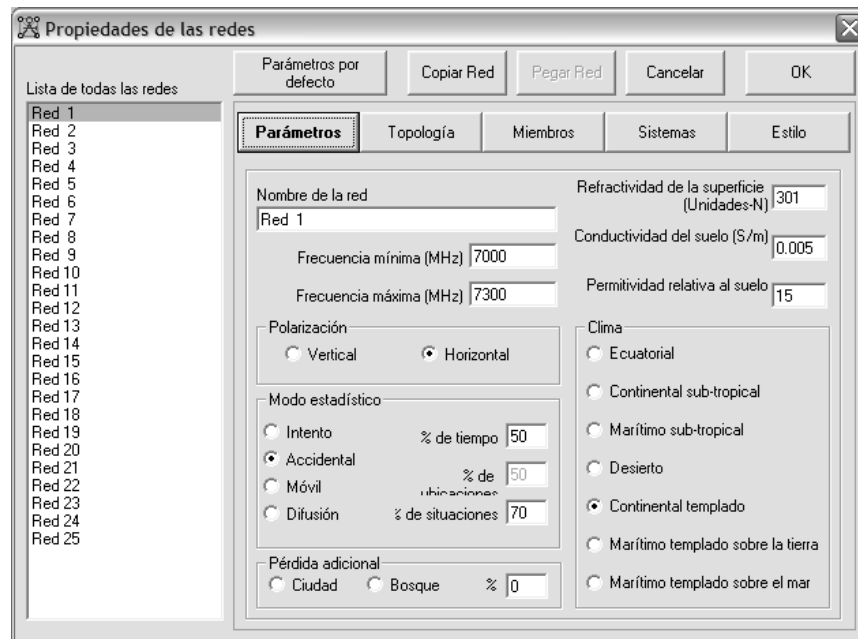 Propiedades de las redes
Lista de todas las redes
Red 1
Red 2
Red 3
Red 4
Red 5
Red 6
Red 7
Red 8
Red 9
Red 10
Red 11
Red 12
Red 13
Red 14
Red 15
Red 16
Red 17
Red 18
Red 19
Red 20
Red 21
Red 22
Red 23
Red 24
Red 25
Parámetros por
defecto
Copiar Red
Pegar Red
Cancelar
OK
Parámetros
Topología
Miembros
Sistemas
Estilo
Nombre de la red
Red 1
Frecuencia mínima (MHz) 7000
Frecuencia máxima (MHz) 7300
Refractividad de la superficie
(Unidades-N) 301
Conductividad del suelo (S/m) 0.005
Permitividad relativa al suelo 15
Polarización
Vertical Horizontal
Modo estadístico
Intento
Accidental
Móvil
Difusión
% de tiempo 50
% de 50
ubicaciones
% de situaciones 70
Pérdida adicional
Ciudad Bosque % 0
Clima
Ecuatorial
Continental sub-tropical
Marítimo sub-tropical
Desierto
Continental templado
Marítimo templado sobre la tierra
Marítimo templado sobre el mar